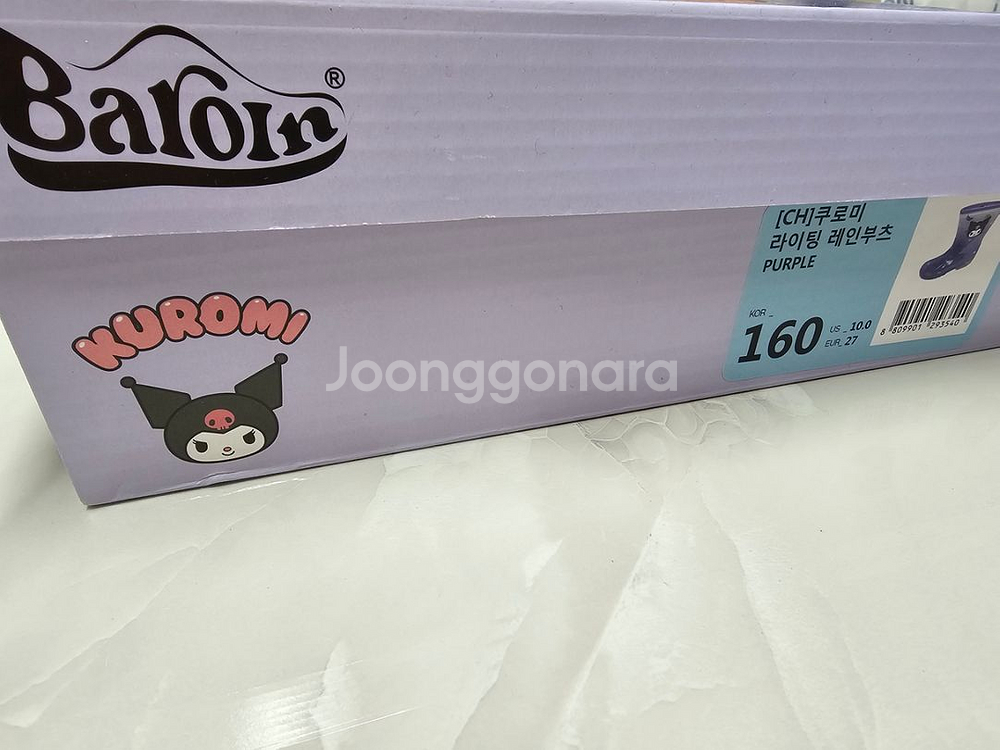 Baroin®
[CH]쿠로미
라이팅 레인부츠
PURPLE
KOR _
160
US _ 10.0
EUR_ 27
8 809901 293540
KUROMI
Joonggonara